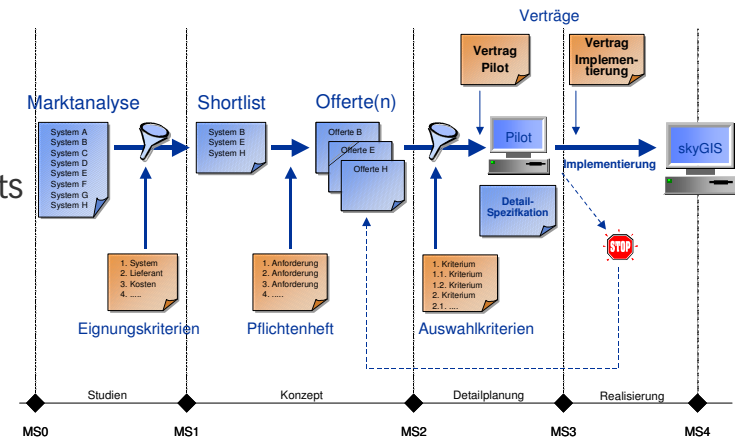 Verträge
Vertrag
Pilot
Vertrag
Implemen-
tierung
Marktanalyse
Shortlist
Offerte(n)
System A
System B
System C
System D
System E
System F
System G
System H
System B
System E
System H
Offerte B
Offerte E
Offerte H
Pilot
Implementierung
skyGIS
ts
Detail-
Spezifkation
STOP
1. System
2. Lieferant
3. Kosten
4. .....
1. Anforderung
2. Anforderung
3. Anforderung
4. .....
1. Kriterium
1.1. Kriterium
1.2. Kriterium
2. Kriterium
2.1. ....
Eignungskriterien
Pflichtenheft
Auswahlkriterien
Studien
Konzept
Detailplanung
Realisierung
MS0
MS1
MS2
MS3
MS4